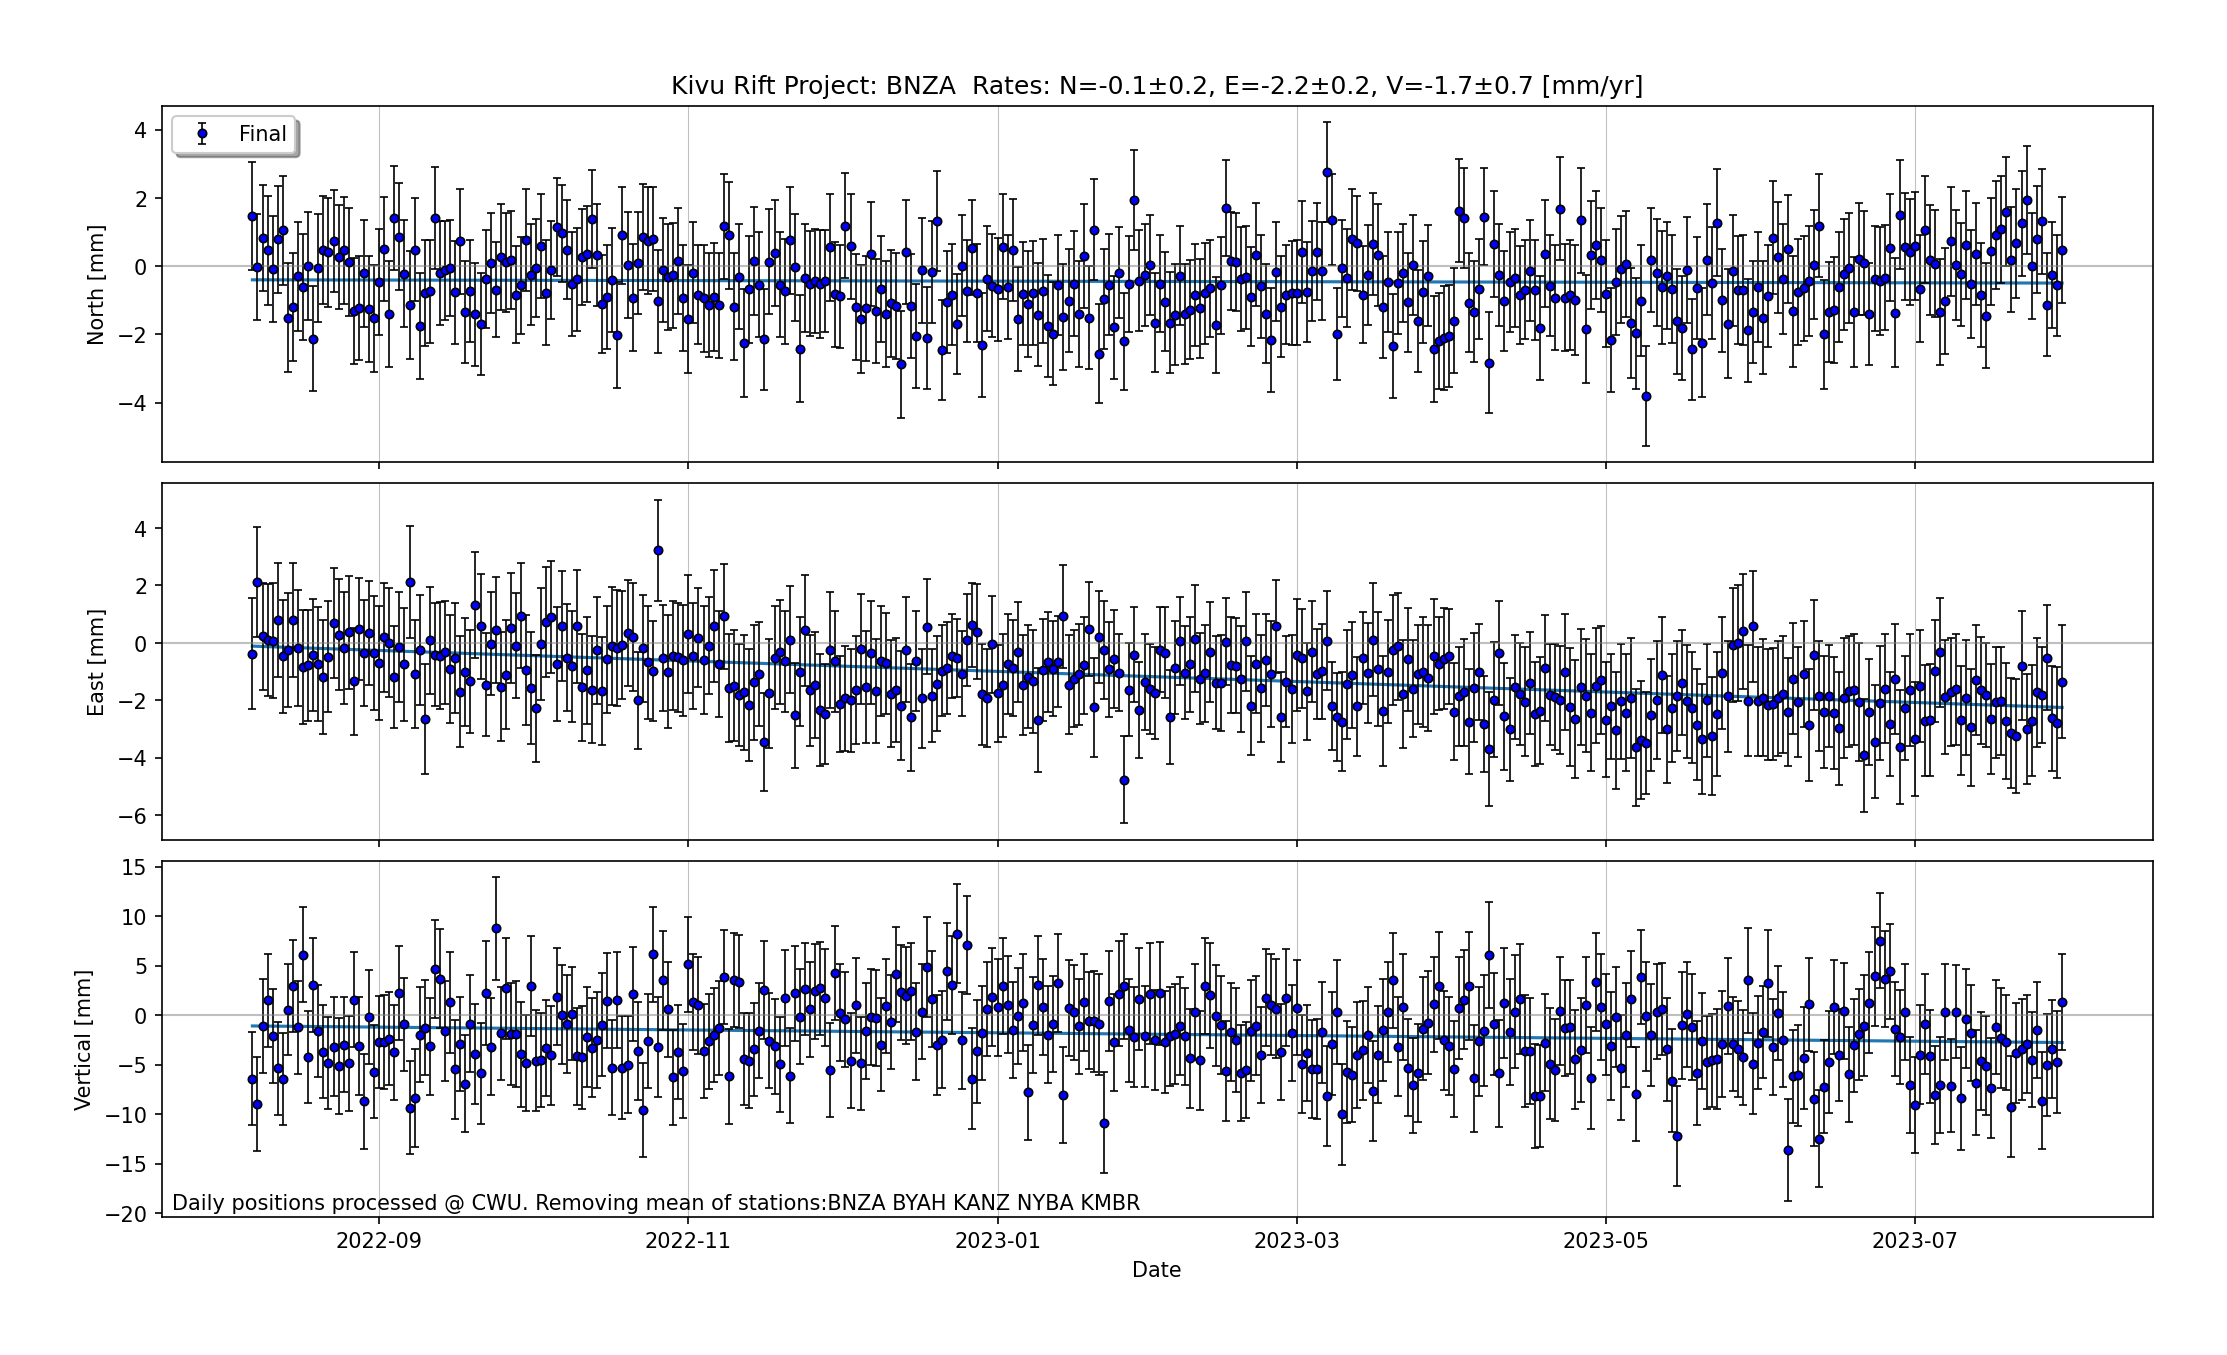 Kivu Rift Project: BNZA  Rates: N=-0.1±0.2, E=-2.2±0.2, V=-1.7±0.7 [mm/yr]
Final
North [mm]
4
2
0
−2
−4
East [mm]
4
2
0
−2
−4
−6
Vertical [mm]
15
10
5
0
−5
−10
−15
−20
Daily positions processed @ CWU. Removing mean of stations:BNZA BYAH KANZ NYBA KMBR
2022-09 2022-11 2023-01 2023-03 2023-05 2023-07
Date